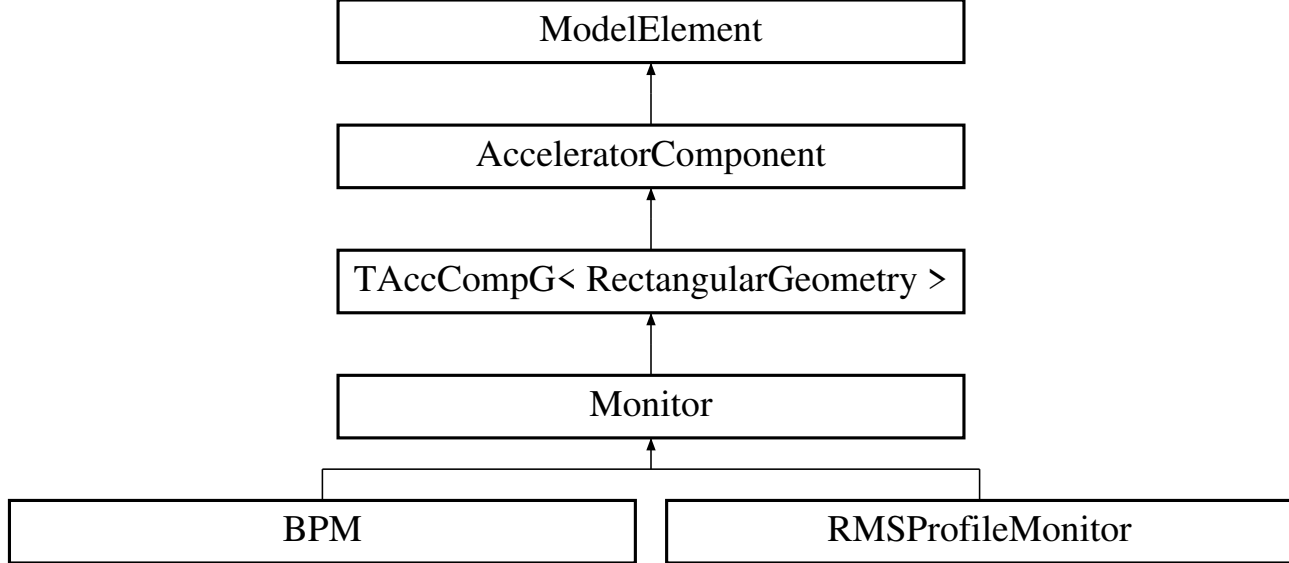 ModelElement
AcceleratorComponent
TAccCompG< RectangularGeometry >
Monitor
BPM
RMSProfileMonitor